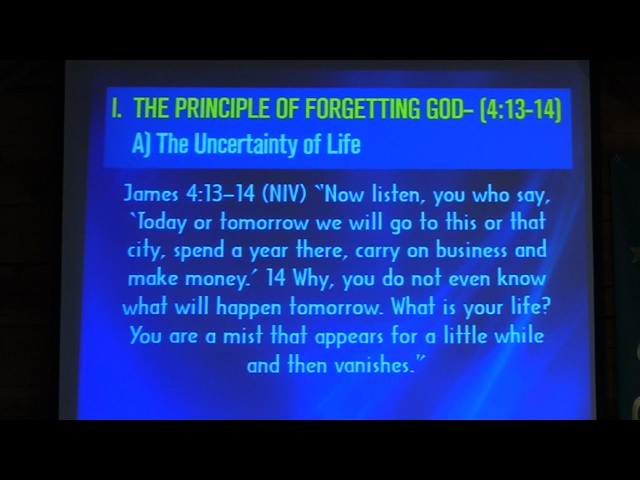 I. THE PRINCIPLE OF FORGETTING GOD– (4:13-14)
A) The Uncertainty of Life
James 4:13–14 (NIV) “Now listen, you who say,
‘Today or tomorrow we will go to this or that
city, spend a year there, carry on business and
make money.’ 14 Why, you do not even know
what will happen tomorrow. What is your life?
You are a mist that appears for a little while
and then vanishes.”